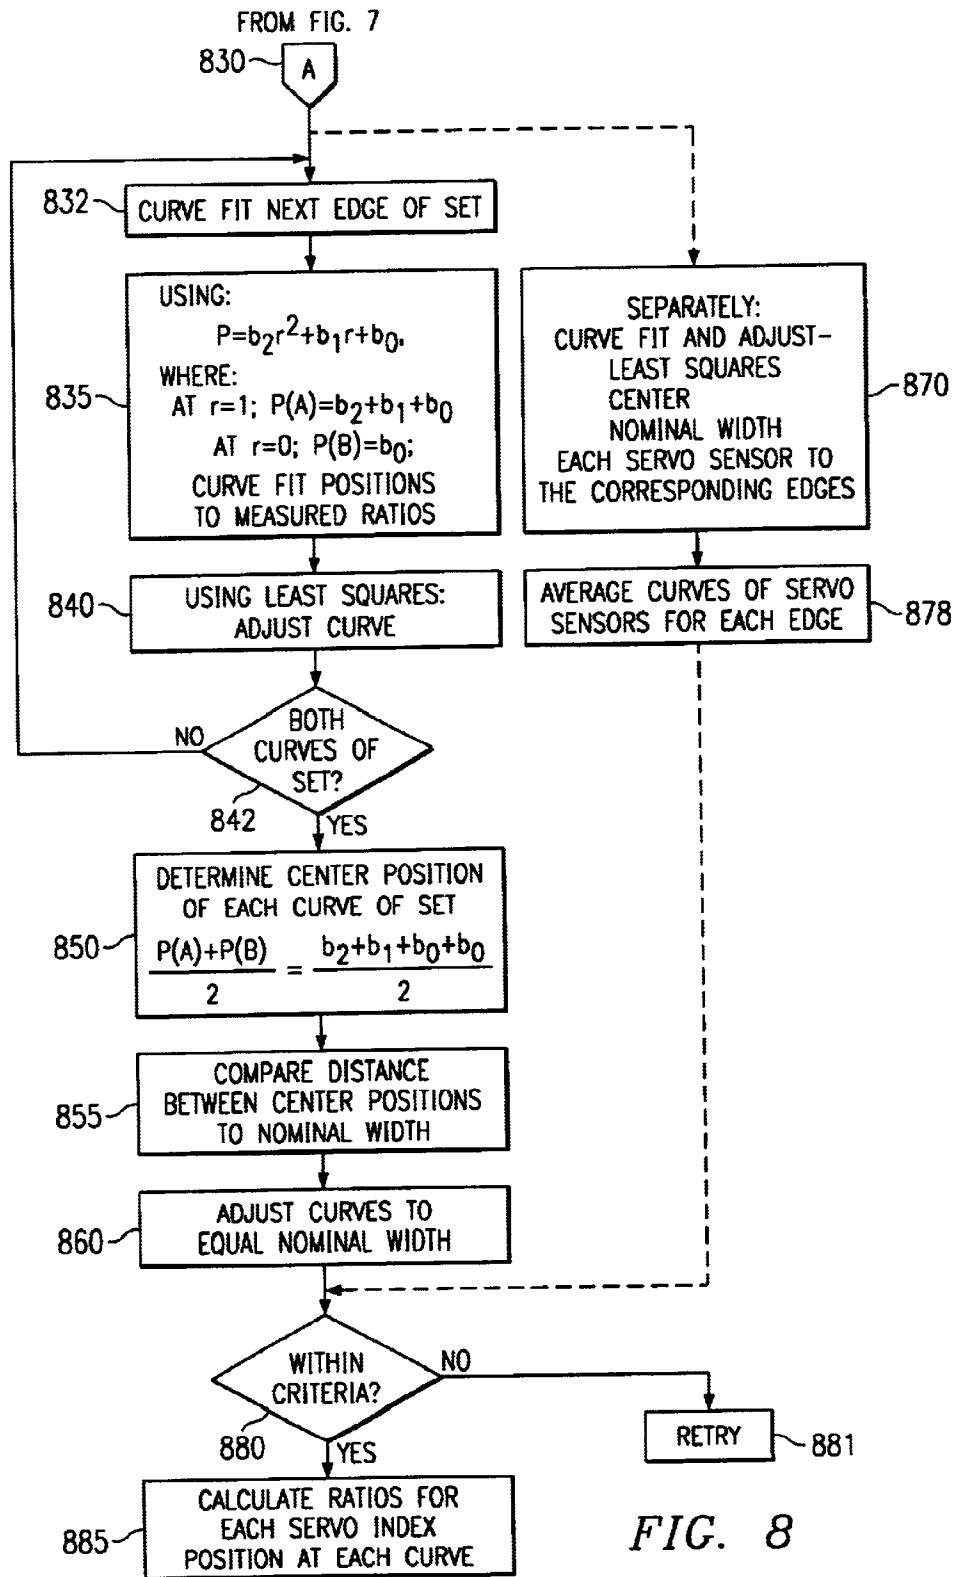 FROM FIG. 7
830
A
832
CURVE FIT NEXT EDGE OF SET
835
USING:
P=b₂r²+b₁r+b₀,
WHERE:
AT r=1; P(A)=b₂+b₁+b₀
AT r=0; P(B)=b₀;
CURVE FIT POSITIONS
TO MEASURED RATIOS
SEPARATELY:
CURVE FIT AND ADJUST-
LEAST SQUARES
CENTER
NOMINAL WIDTH
EACH SERVO SENSOR TO
THE CORRESPONDING EDGES
870
840
USING LEAST SQUARES:
ADJUST CURVE
AVERAGE CURVES OF SERVO
SENSORS FOR EACH EDGE
878
NO
BOTH
CURVES OF
SET?
842
YES
850
DETERMINE CENTER POSITION
OF EACH CURVE OF SET
P(A)+P(B)/2 = b₂+b₁+b₀+b₀/2
855
COMPARE DISTANCE
BETWEEN CENTER POSITIONS
TO NOMINAL WIDTH
860
ADJUST CURVES TO
EQUAL NOMINAL WIDTH
WITHIN
CRITERIA?
NO
880
YES
RETRY
881
885
CALCULATE RATIOS FOR
EACH SERVO INDEX
POSITION AT EACH CURVE
FIG. 8